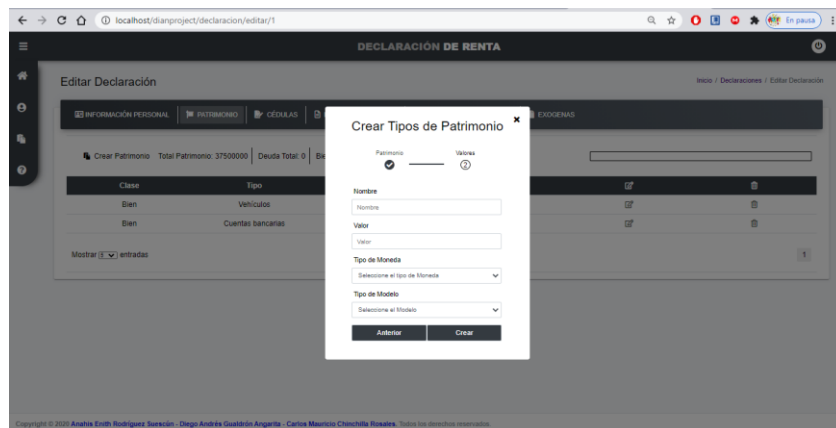 localhost/dianproject/declaracion/editar/1
En pausa
DECLARACIÓN DE RENTA
Editar Declaración
Inicio / Declaraciones / Editar Declaración
INFORMACIÓN PERSONAL
PATRIMONIO
CÉDULAS
EXOGENAS
Crear Patrimonio Total Patrimonio: 37500000 Deuda Total: 0 Bie
Clase Tipo
Bien Vehículos
Bien Cuentas bancarias
Mostrar 5 entradas
1
Crear Tipos de Patrimonio
×
Patrimonio
Valores
2
Nombre
Nombre
Valor
Valor
Tipo de Moneda
Seleccione el tipo de Moneda
Tipo de Modelo
Seleccione el Modelo
Anterior
Crear
Copyright © 2020 Anahis Enith Rodríguez Suescún - Diego Andrés Gualdrón Angarita - Carlos Mauricio Chinchilla Rosales. Todos los derechos reservados.